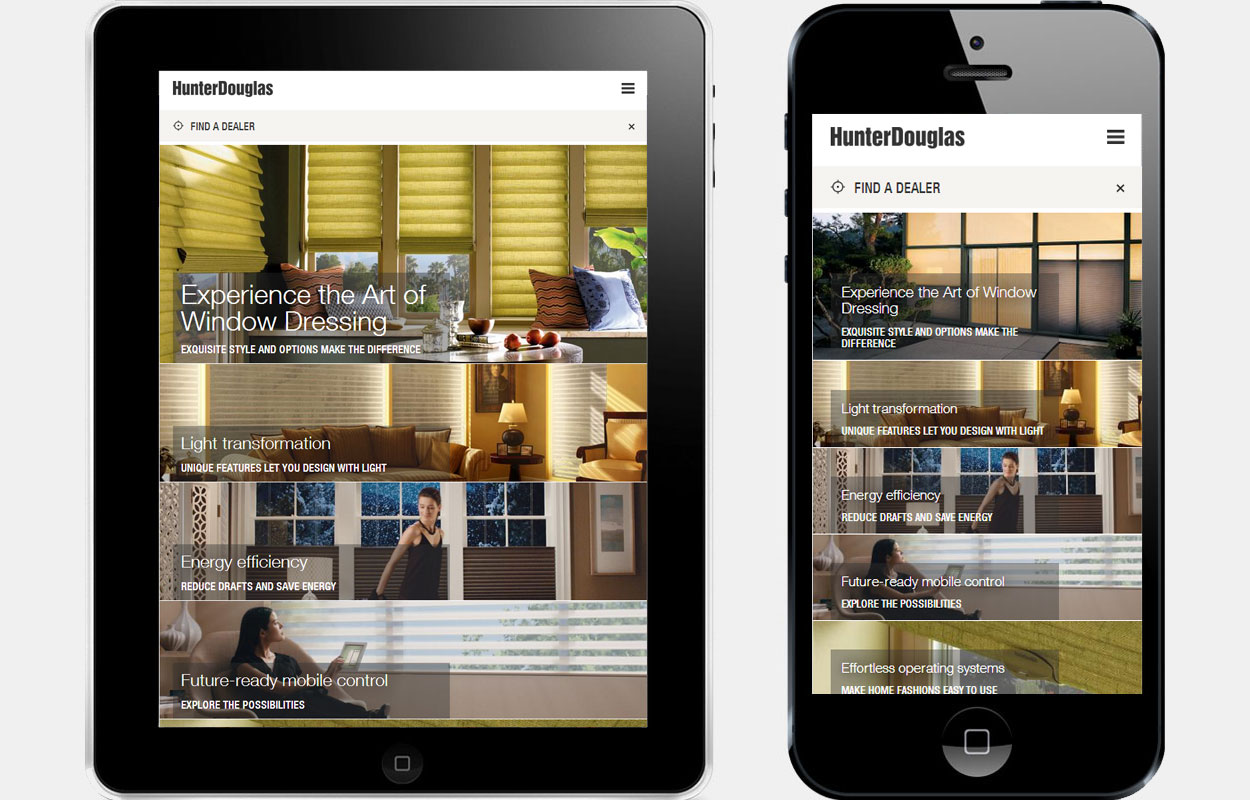 HunterDouglas
FIND A DEALER
Experience the Art of
Window Dressing
EXQUISITE STYLE AND OPTIONS MAKE THE DIFFERENCE
Light transformation
UNIQUE FEATURES LET YOU DESIGN WITH LIGHT
Energy efficiency
REDUCE DRAFTS AND SAVE ENERGY
Future-ready mobile control
EXPLORE THE POSSIBILITIES
HunterDouglas
FIND A DEALER
Experience the Art of Window
Dressing
EXQUISITE STYLE AND OPTIONS MAKE THE
DIFFERENCE
Light transformation
UNIQUE FEATURES LET YOU DESIGN WITH LIGHT
Energy efficiency
REDUCE DRAFTS AND SAVE ENERGY
Future-ready mobile control
EXPLORE THE POSSIBILITIES
Effortless operating systems
MAKE HOME FASHIONS EASY TO USE